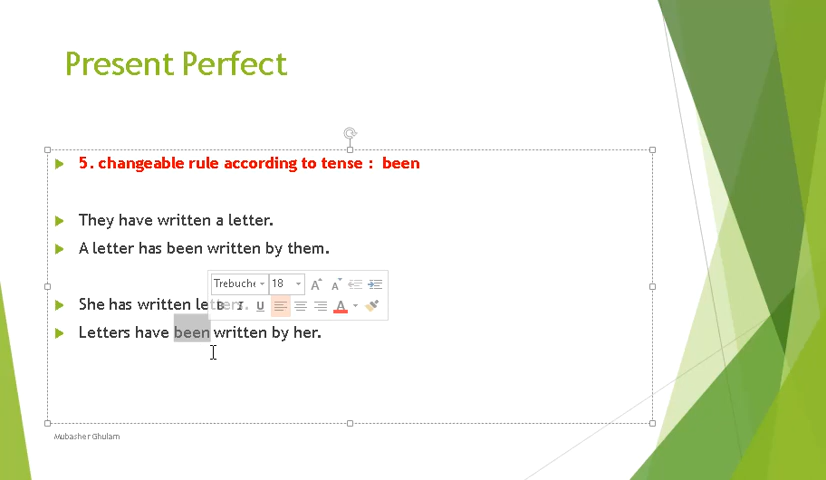 Present Perfect
5. changeable rule according to tense : been
They have written a letter.
A letter has been written by them.
Trebuche 18 A A
She has written letters.
B I U A
Letters have been written by her.
Mubasher Ghulam